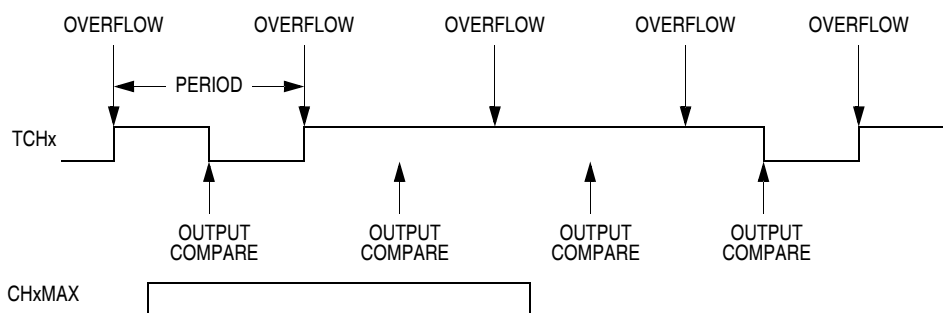 OVERFLOW OVERFLOW OVERFLOW OVERFLOW OVERFLOW
PERIOD
TCHx
OUTPUT COMPARE
OUTPUT COMPARE
OUTPUT COMPARE
OUTPUT COMPARE
CHxMAX